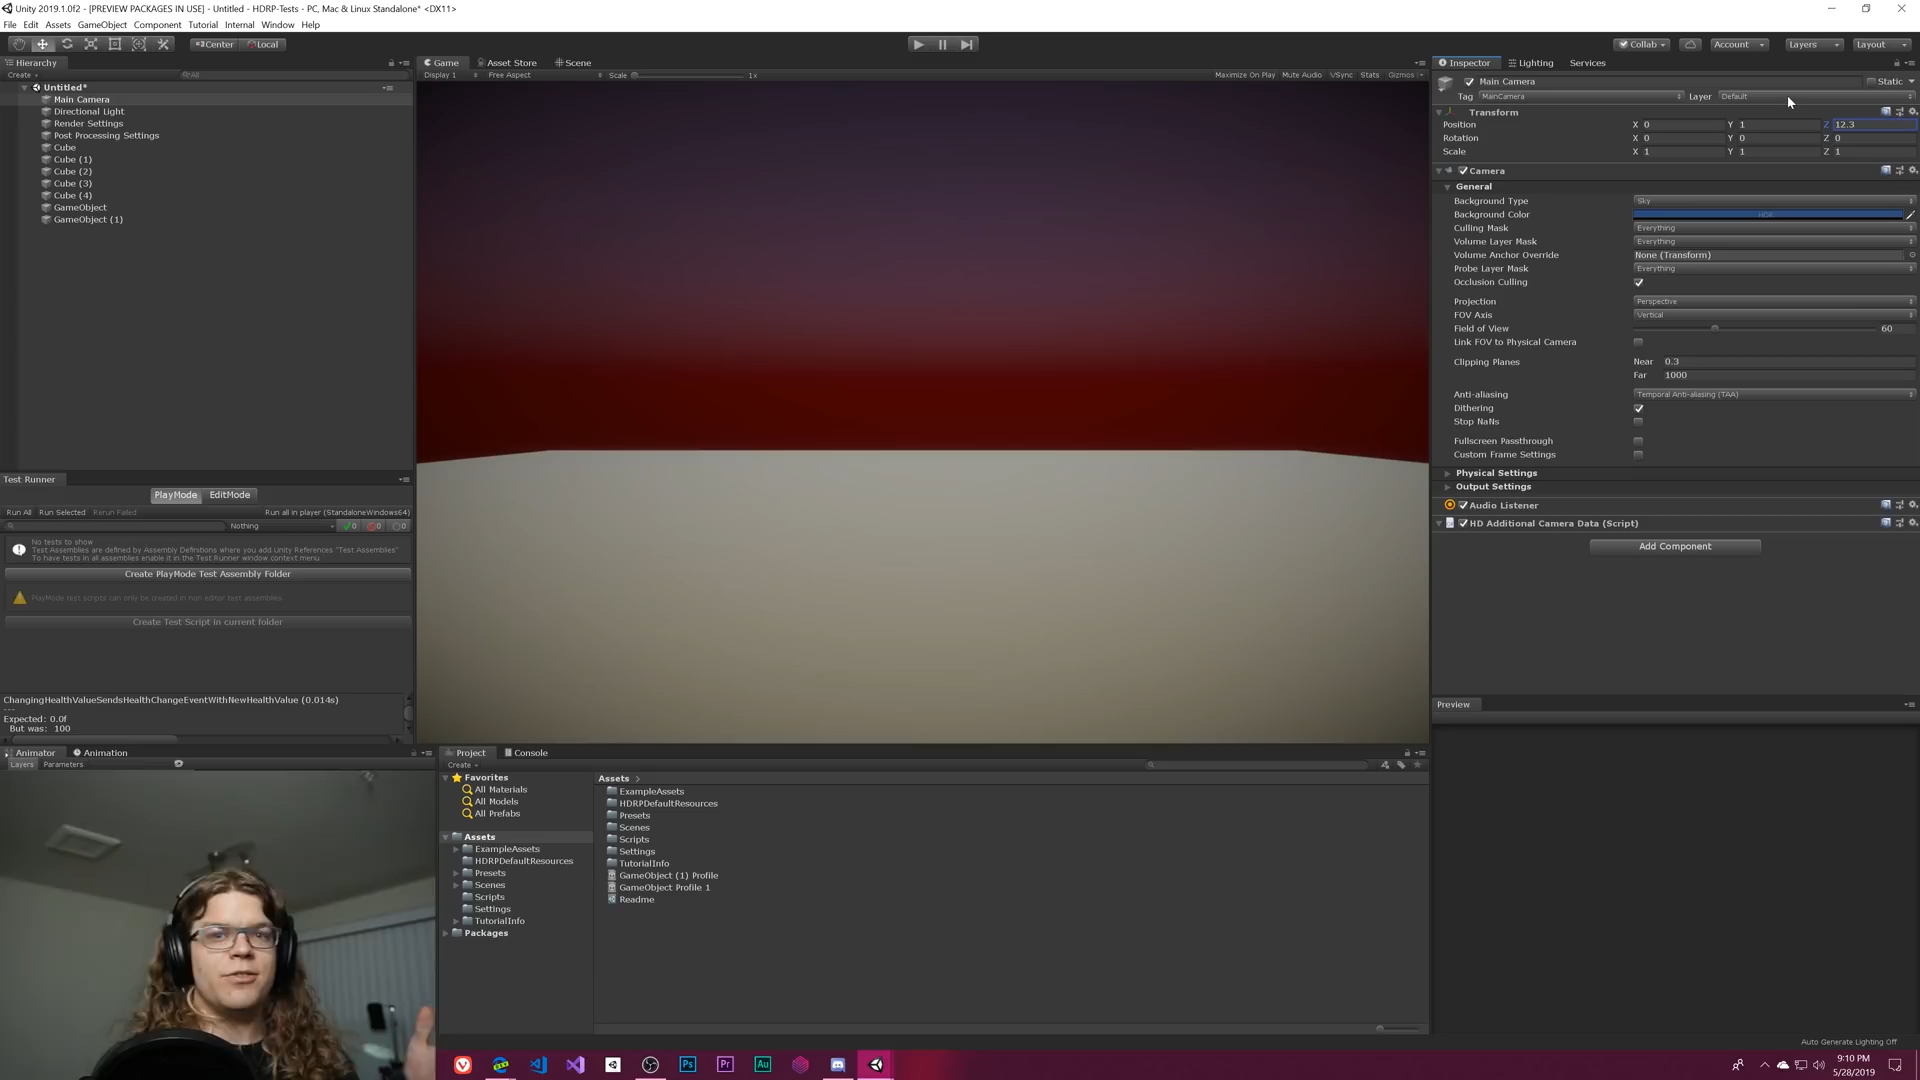 Unity 2019.1.0f2 - [PREVIEW PACKAGES IN USE] - Untitled - HDRP-Tests - PC, Mac & Linux Standalone* <DX11>
File Edit Assets GameObject Component Tutorial Internal Window Help
Center Local Collab Account Layers Layout
Hierarchy
Create All
Untitled*
Main Camera
Directional Light
Render Settings
Post Processing Settings
Cube
Cube (1)
Cube (2)
Cube (3)
Cube (4)
GameObject
GameObject (1)
Test Runner
PlayMode EditMode
Run All Run Selected Rerun Failed Run all in player (StandaloneWindows64)
Nothing 0 0 0
No tests to show
Test Assemblies are defined by Assembly Definitions where you add Unity References "Test Assemblies"
To have tests in all assemblies enable it in the Test Runner window context menu
Create PlayMode Test Assembly Folder
PlayMode test scripts can only be created in non editor test assemblies.
Create Test Script in current folder
ChangingHealthValueSendsHealthChangeEventWithNewHealthValue (0.014s)
---
Expected: 0.0f
But was: 100
Animator Animation
Layers Parameters
Game Asset Store Scene
Display 1 Free Aspect Scale 1x Maximize On Play Mute Audio VSync Stats Gizmos
Project Console
Create
Favorites
All Materials
All Models
All Prefabs
Assets
ExampleAssets
HDRPDefaultResources
Presets
Scenes
Scripts
Settings
TutorialInfo
Packages
Assets
ExampleAssets
HDRPDefaultResources
Presets
Scenes
Scripts
Settings
TutorialInfo
GameObject (1) Profile
GameObject Profile 1
Readme
Inspector Lighting Services
Main Camera Static
Tag MainCamera Layer Default
Transform
Position X 0 Y 1 Z 12.3
Rotation X 0 Y 0 Z 0
Scale X 1 Y 1 Z 1
Camera
General
Background Type Sky
Background Color HDR
Culling Mask Everything
Volume Layer Mask Everything
Volume Anchor Override None (Transform)
Probe Layer Mask Everything
Occlusion Culling
Projection Perspective
FOV Axis Vertical
Field of View 60
Link FOV to Physical Camera
Clipping Planes Near 0.3
Far 1000
Anti-aliasing Temporal Anti-aliasing (TAA)
Dithering
Stop NaNs
Fullscreen Passthrough
Custom Frame Settings
Physical Settings
Output Settings
Audio Listener
HD Additional Camera Data (Script)
Add Component
Preview
Auto Generate Lighting Off
Ps Pr Au
9:10 PM
5/28/2019